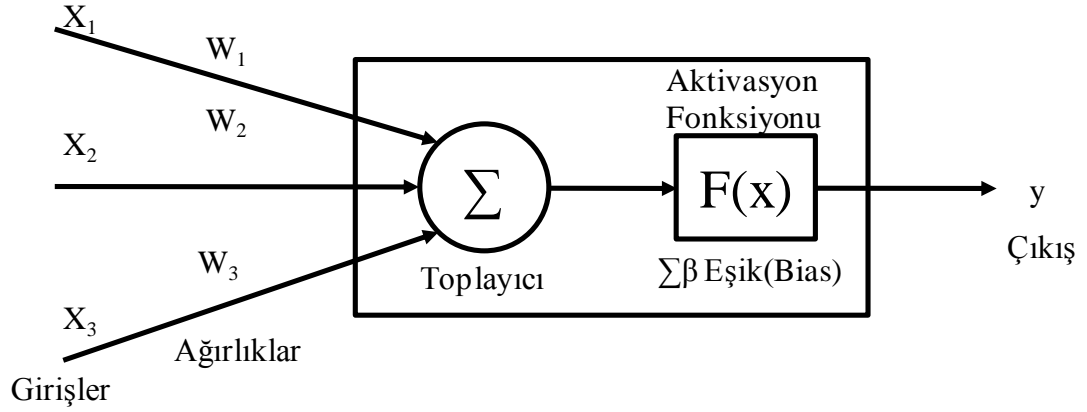 X₁
W₁
Aktivasyon
Fonksiyonu
W₂
X₂
∑
F(x)
y
Çıkış
W₃
Toplayıcı
∑β Eşik(Bias)
X₃
Ağırlıklar
Girişler